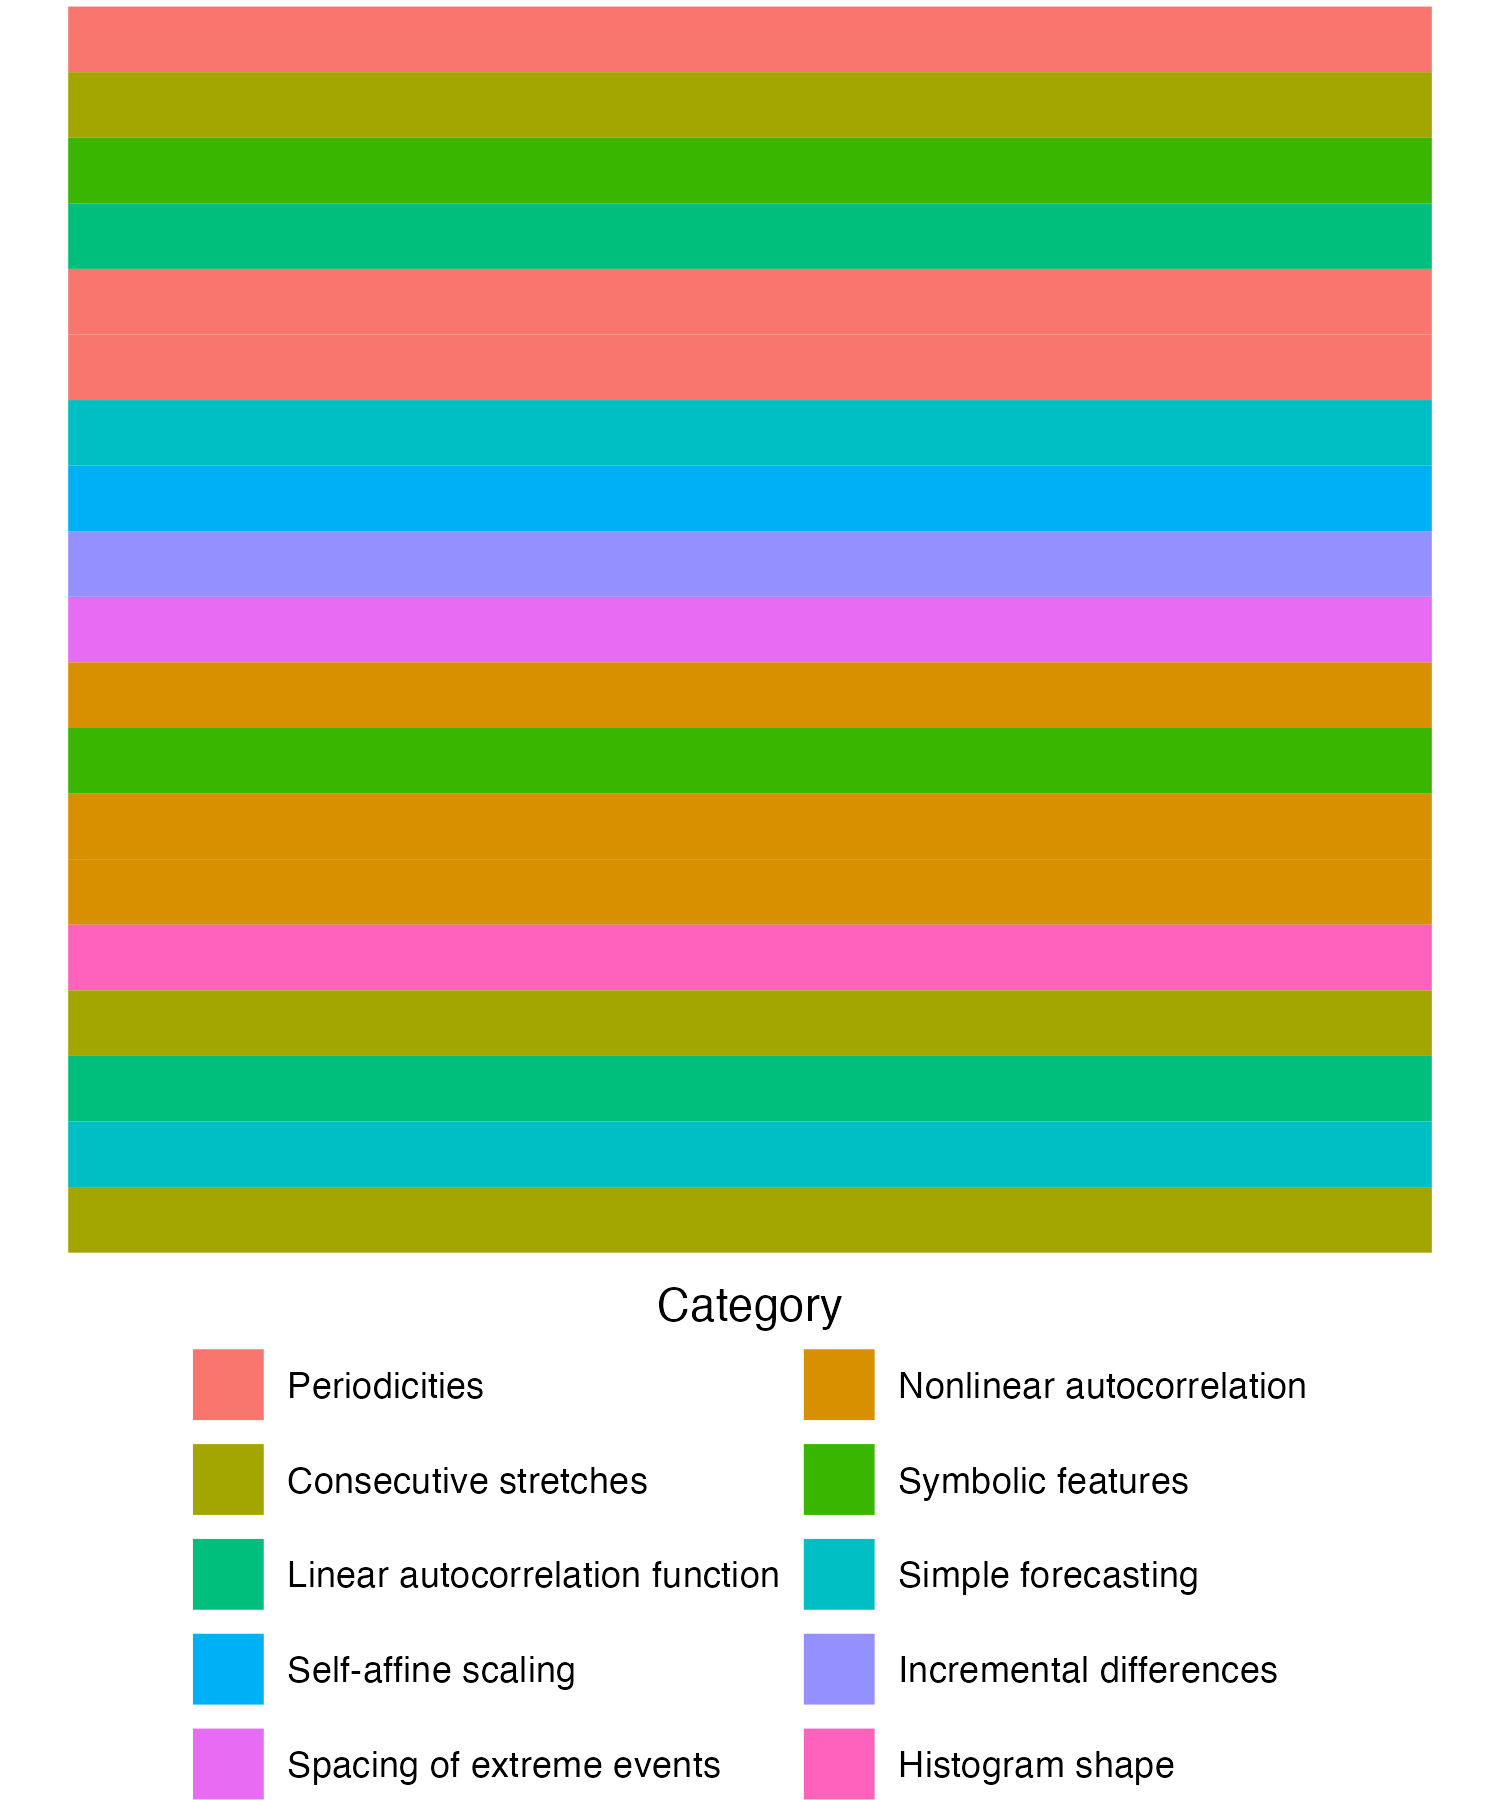 Category
Periodicities
Nonlinear autocorrelation
Consecutive stretches
Symbolic features
Linear autocorrelation function
Simple forecasting
Self-affine scaling
Incremental differences
Spacing of extreme events
Histogram shape